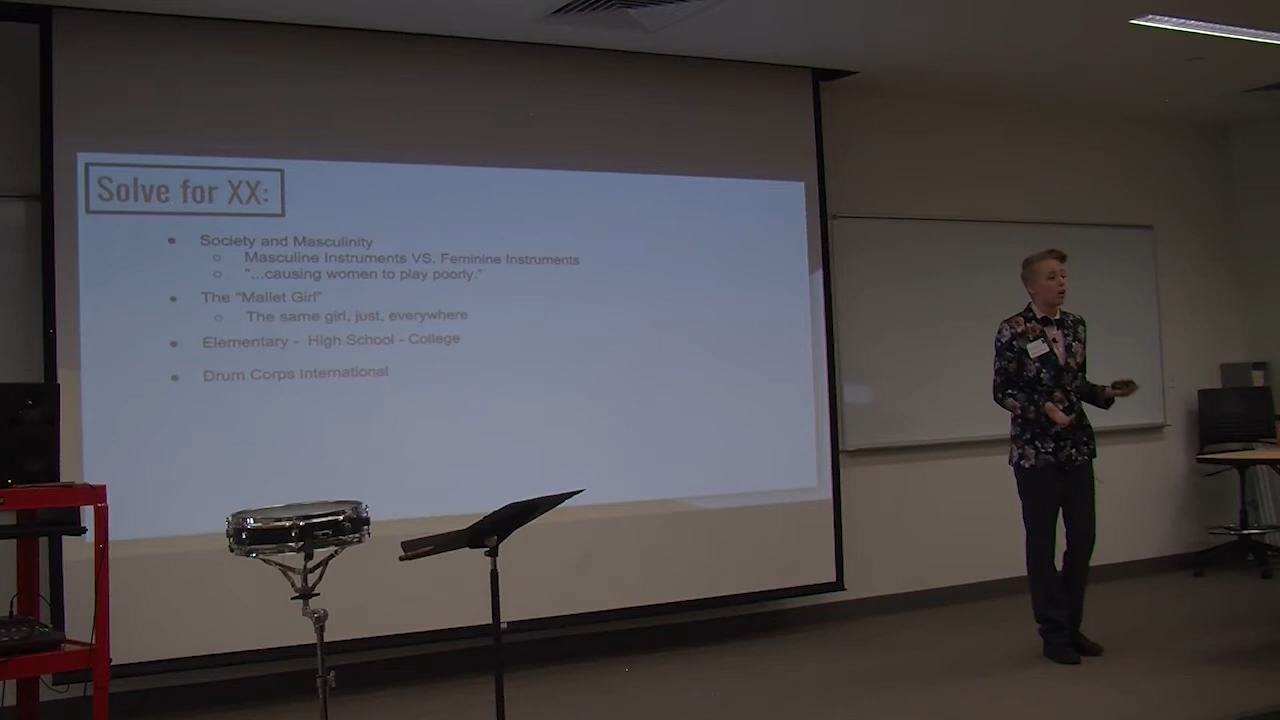 Solve for XX:
Society and Masculinity
Masculine Instruments VS. Feminine Instruments
"...causing women to play poorly."
The "Mallet Girl"
The same girl, just, everywhere
Elementary - High School - College
Drum Corps International